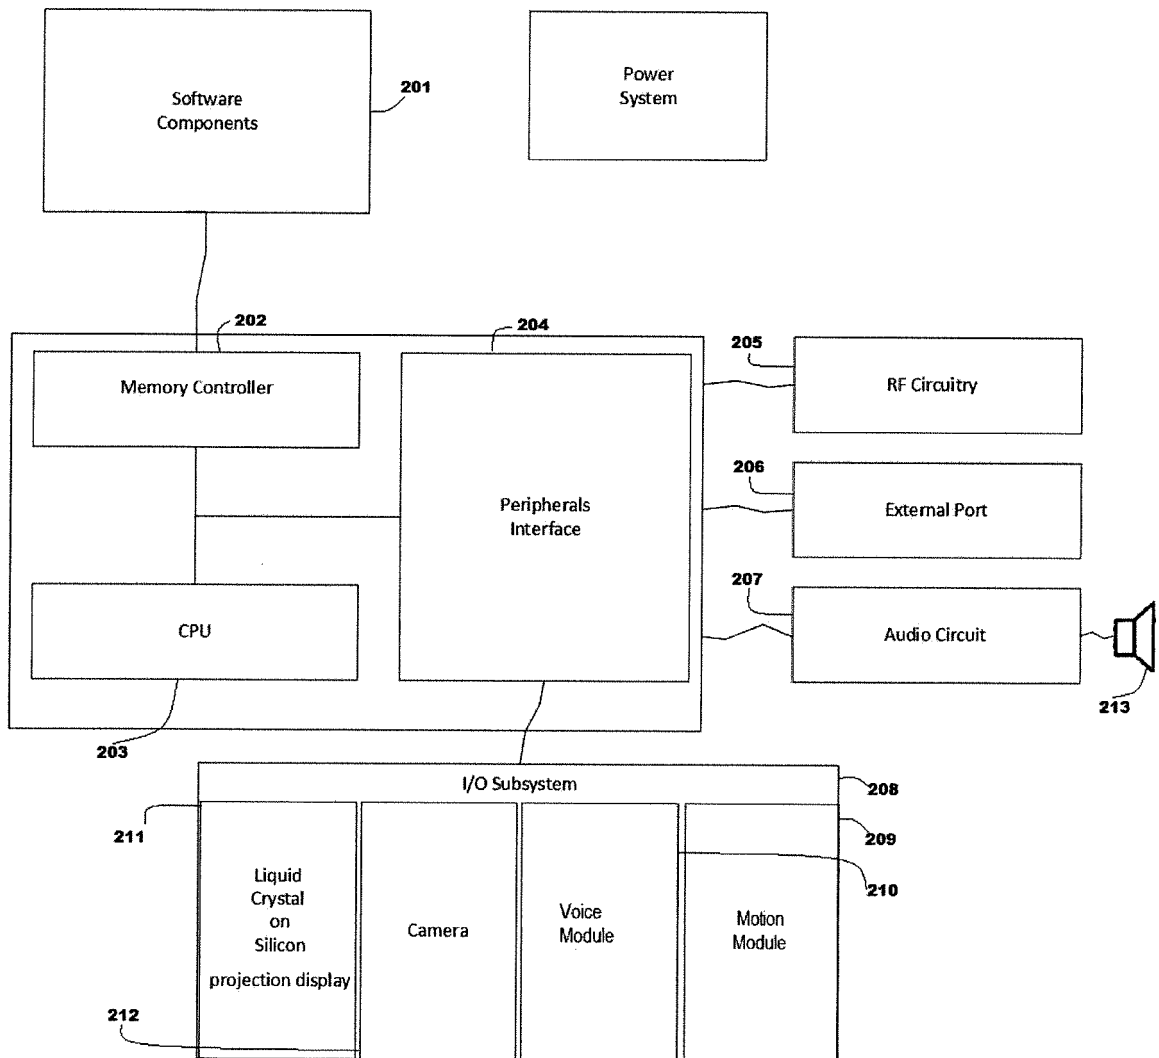 Software
Components
201
Power
System
202
204
Memory Controller
205
RF Circuitry
Peripherals
Interface
206
External Port
CPU
207
Audio Circuit
213
203
I/O Subsystem
208
211
209
Liquid
Crystal
on
Silicon
projection display
Camera
Voice
Module
210
Motion
Module
212